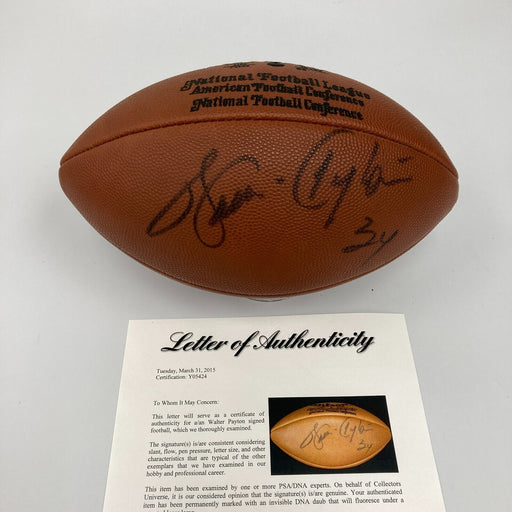 National Football League
American Football Conference
National Football Conference
34
Letter of Authenticity
Tuesday, March 31, 2015
Certification: Y05424
To Whom It May Concern:
This letter will serve as a certificate of
authenticity for a/an Walter Payton signed
football, which we thoroughly examined.
The signature(s) is/are consistent considering
slant, flow, pen pressure, letter size, and other
characteristics that are typical of the other
exemplars that we have examined in our
hobby and professional career.
This item has been examined by one or more PSA/DNA experts. On behalf of Collectors
Universe, it is our considered opinion that the signature(s) is/are genuine. Your authenticated
item has been permanently marked with an invisible DNA daub that will fluoresce under a